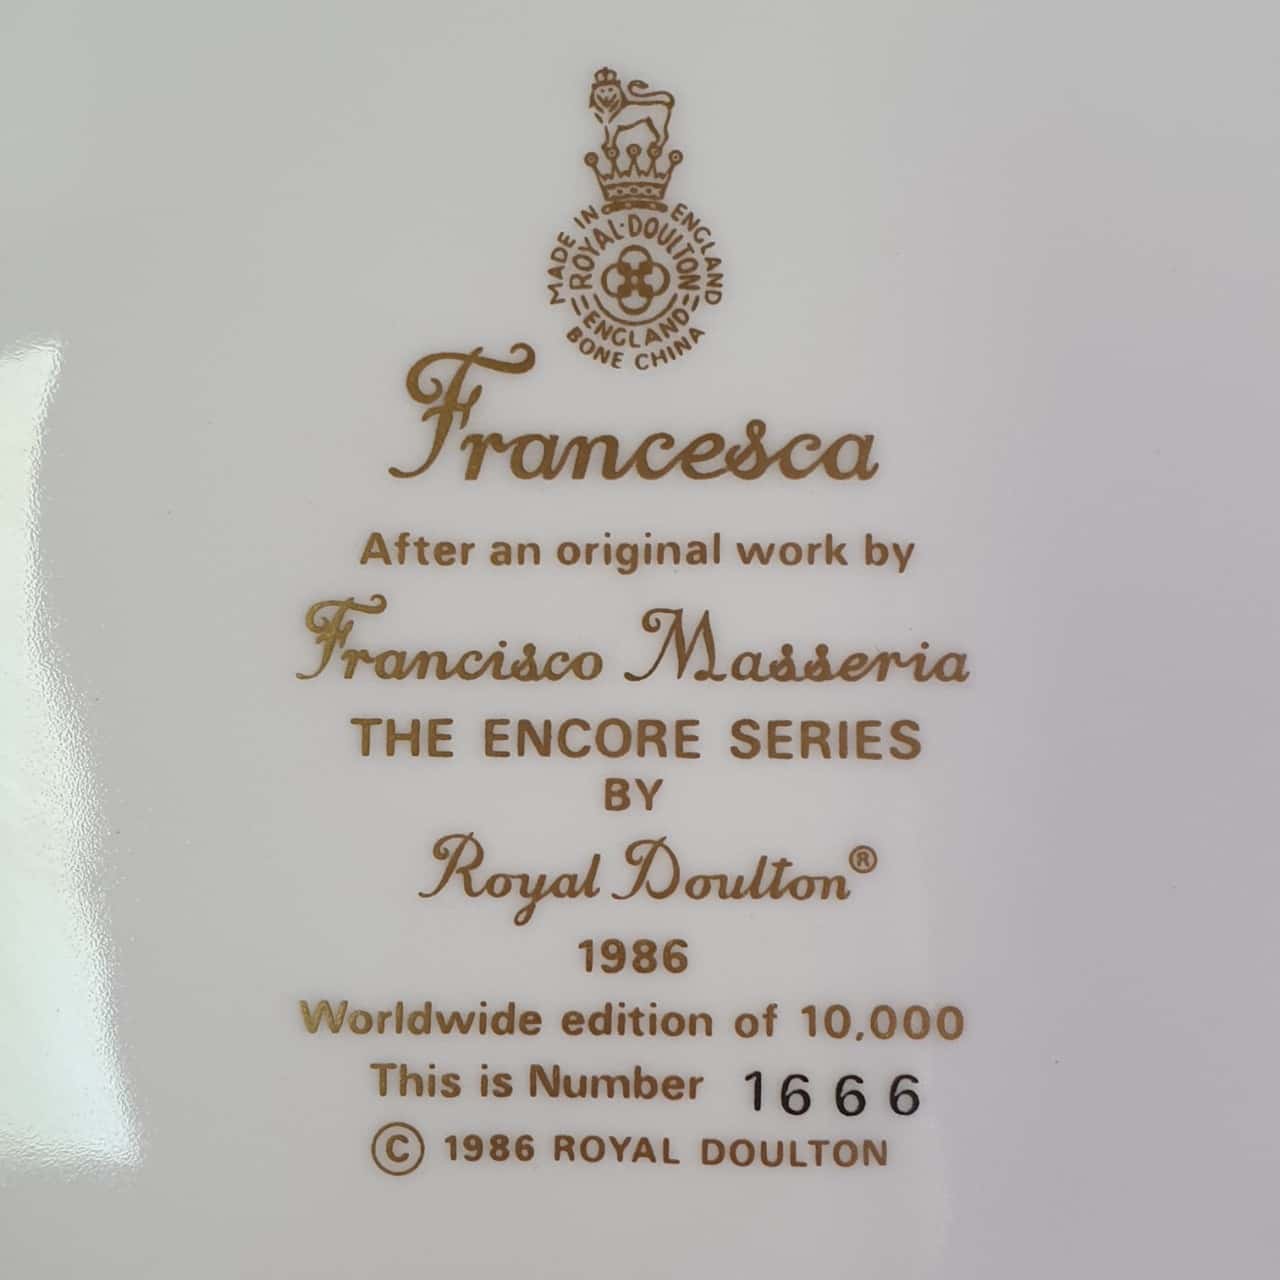 MADE IN ENGLAND
ROYAL·DOULTON
ENGLAND
BONE CHINA
Francesca
After an original work by
Francisco Masseria
THE ENCORE SERIES
BY
Royal Doulton®
1986
Worldwide edition of 10,000
This is Number 1666
© 1986 ROYAL DOULTON